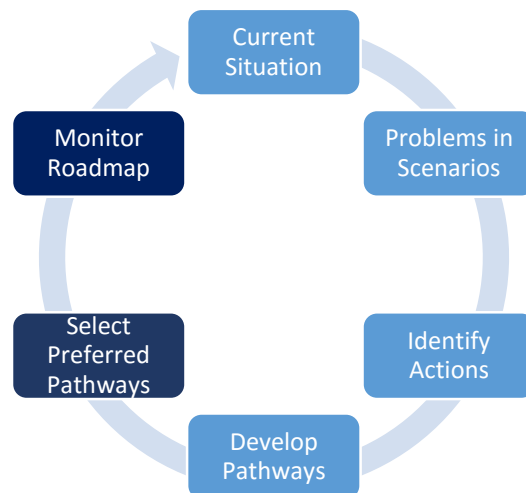 Current
Situation
Problems in
Scenarios
Identify
Actions
Develop
Pathways
Select
Preferred
Pathways
Monitor
Roadmap